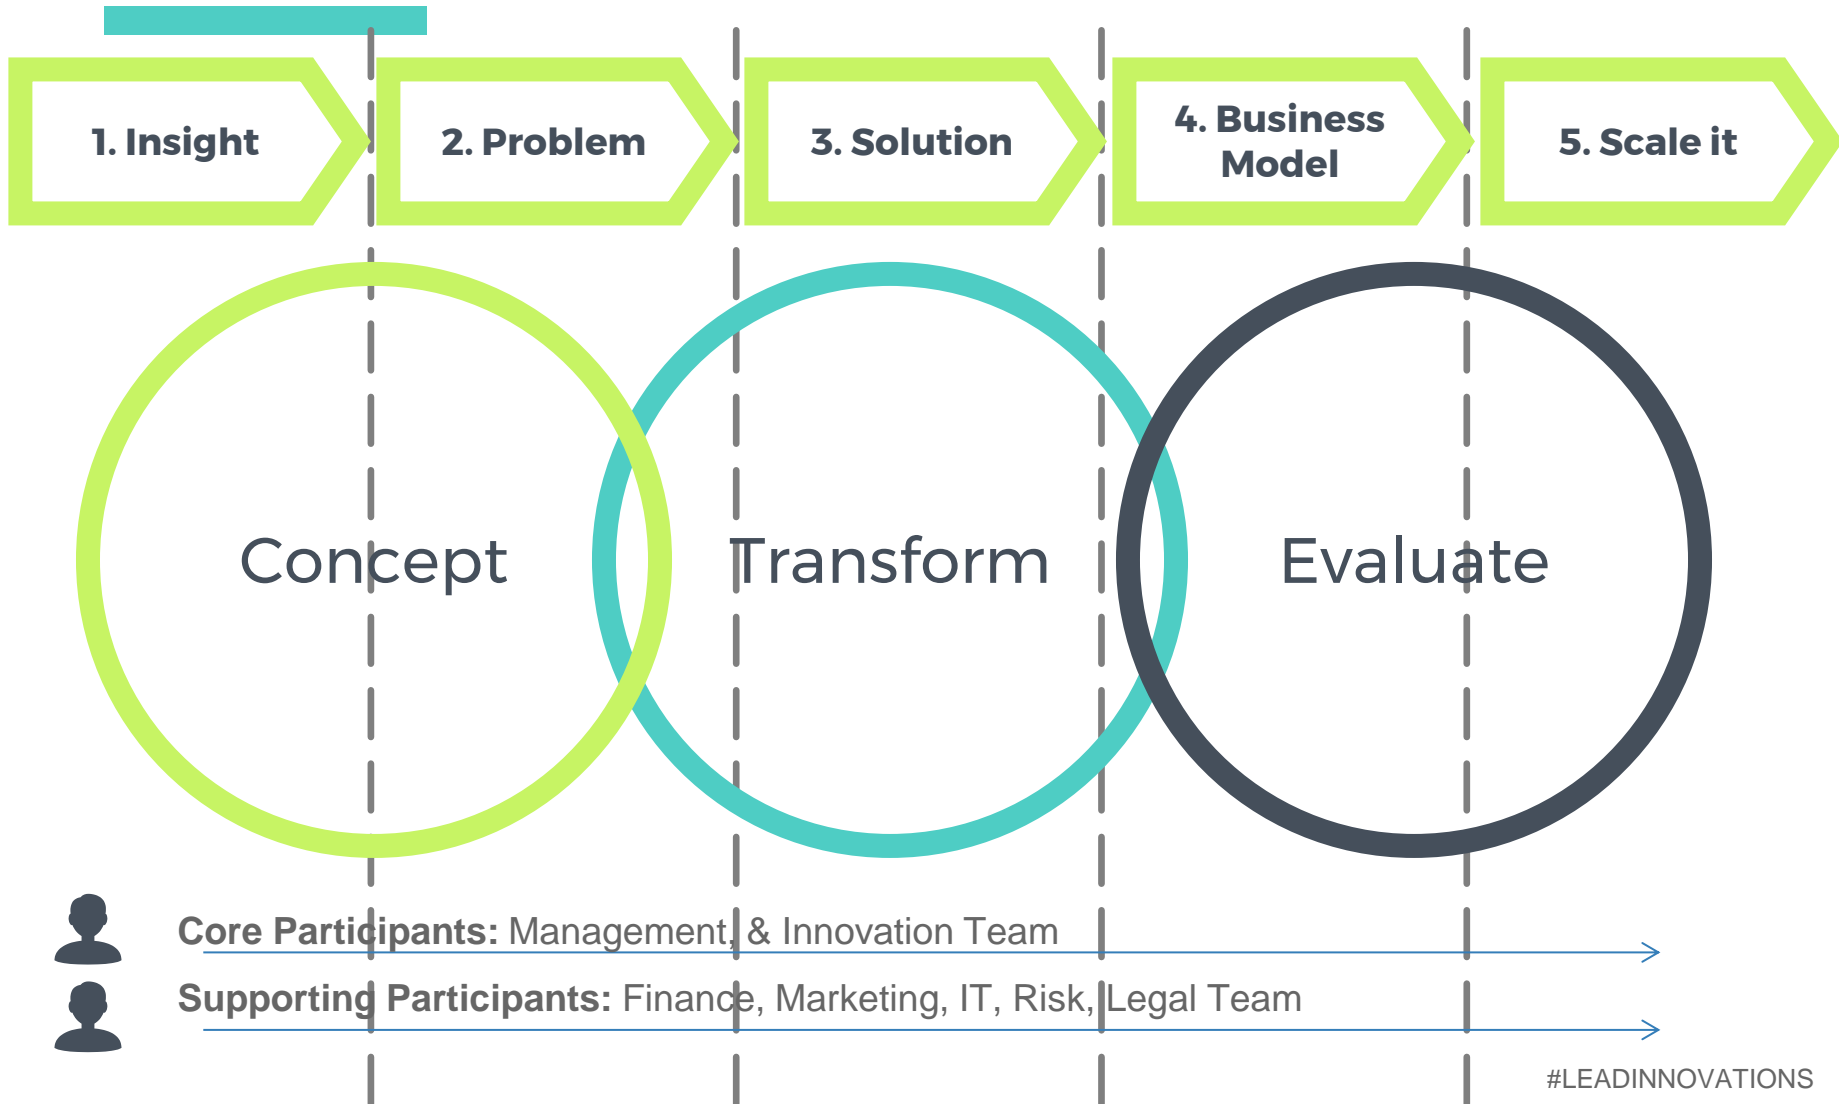 1. Insight
2. Problem
3. Solution
4. Business
Model
5. Scale it
Concept
Transform
Evaluate
Core Participants: Management, & Innovation Team
Supporting Participants: Finance, Marketing, IT, Risk, Legal Team
#LEADINNOVATIONS